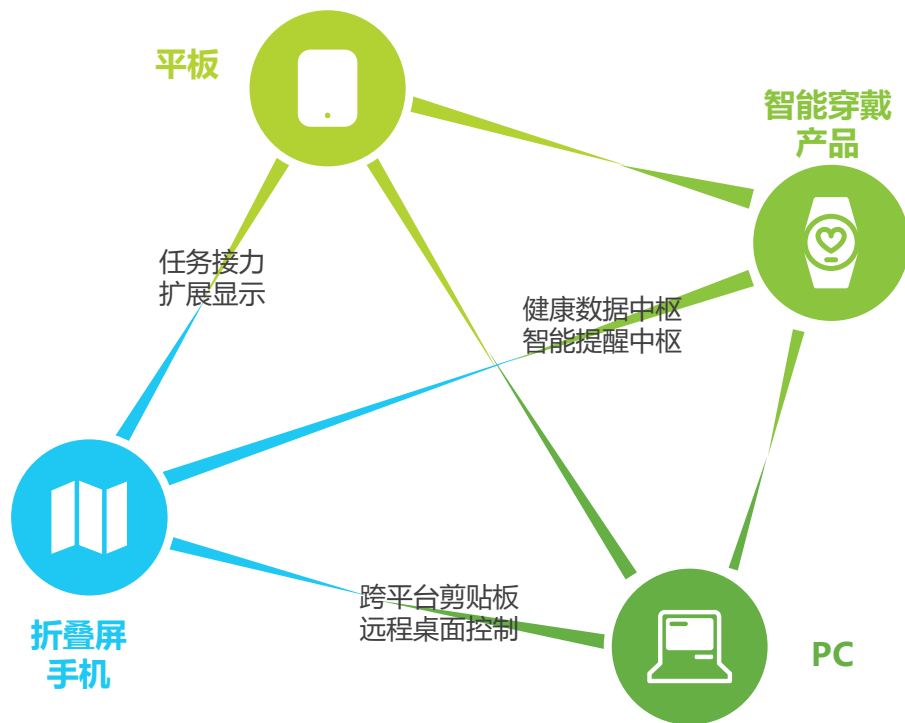 平板
智能穿戴
产品
任务接力
扩展显示
健康数据中枢
智能提醒中枢
跨平台剪贴板
远程桌面控制
折叠屏
手机
PC